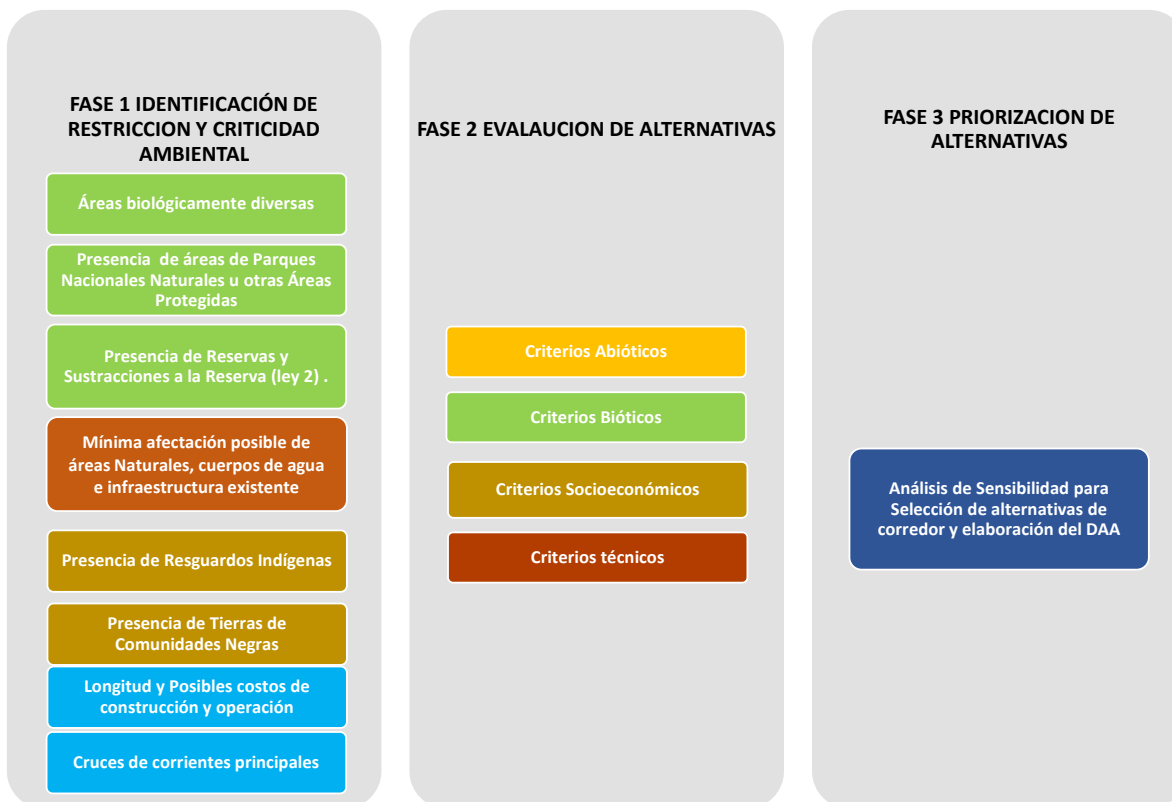 FASE 1 IDENTIFICACIÓN DE
RESTRICCION Y CRITICIDAD
AMBIENTAL
Áreas biológicamente diversas
Presencia de áreas de Parques
Nacionales Naturales u otras Áreas
Protegidas
Presencia de Reservas y
Sustracciones a la Reserva (ley 2) .
Mínima afectación posible de
áreas Naturales, cuerpos de agua
e infraestructura existente
Presencia de Resguardos Indígenas
Presencia de Tierras de
Comunidades Negras
Longitud y Posibles costos de
construcción y operación
Cruces de corrientes principales
FASE 2 EVALAUCION DE ALTERNATIVAS
Criterios Abióticos
Criterios Bióticos
Criterios Socioeconómicos
Criterios técnicos
FASE 3 PRIORIZACION DE
ALTERNATIVAS
Análisis de Sensibilidad para
Selección de alternativas de
corredor y elaboración del DAA